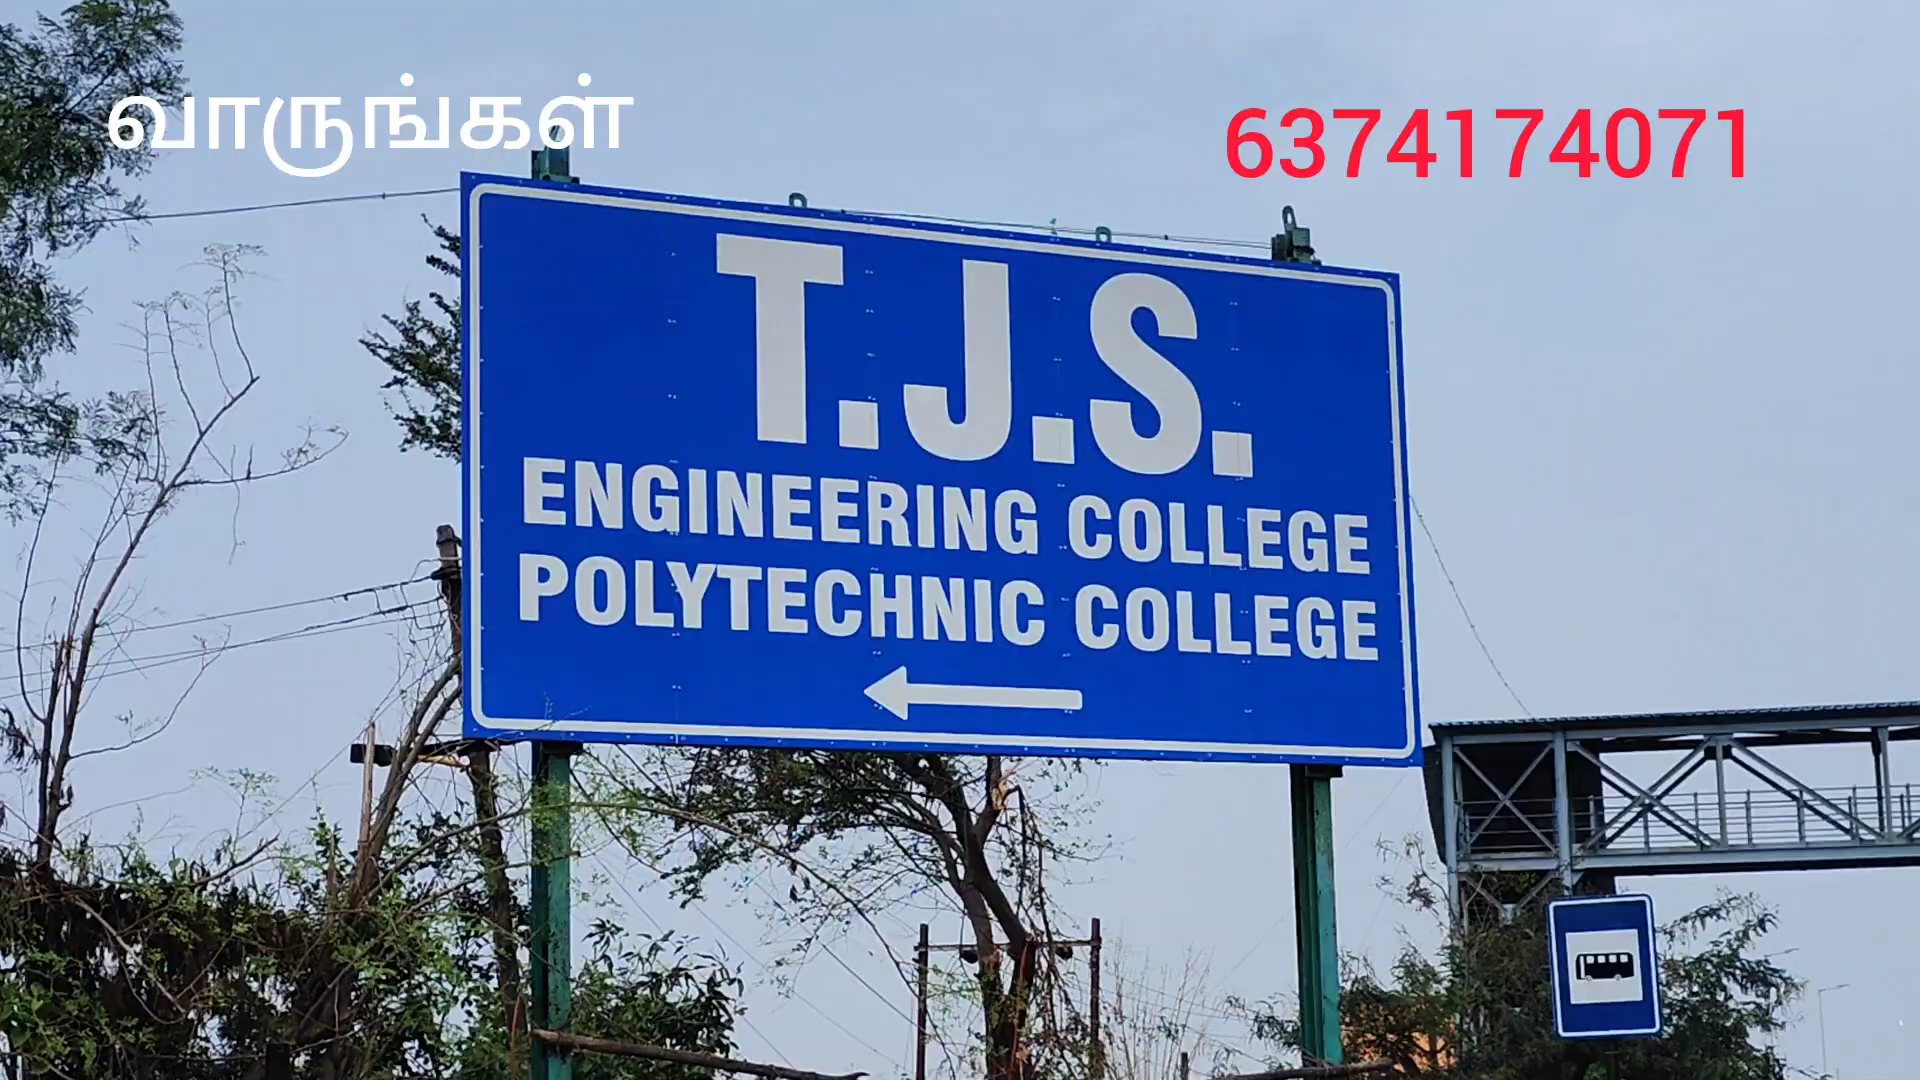 வாருங்கள்
6374174071
T.J.S.
ENGINEERING COLLEGE
POLYTECHNIC COLLEGE